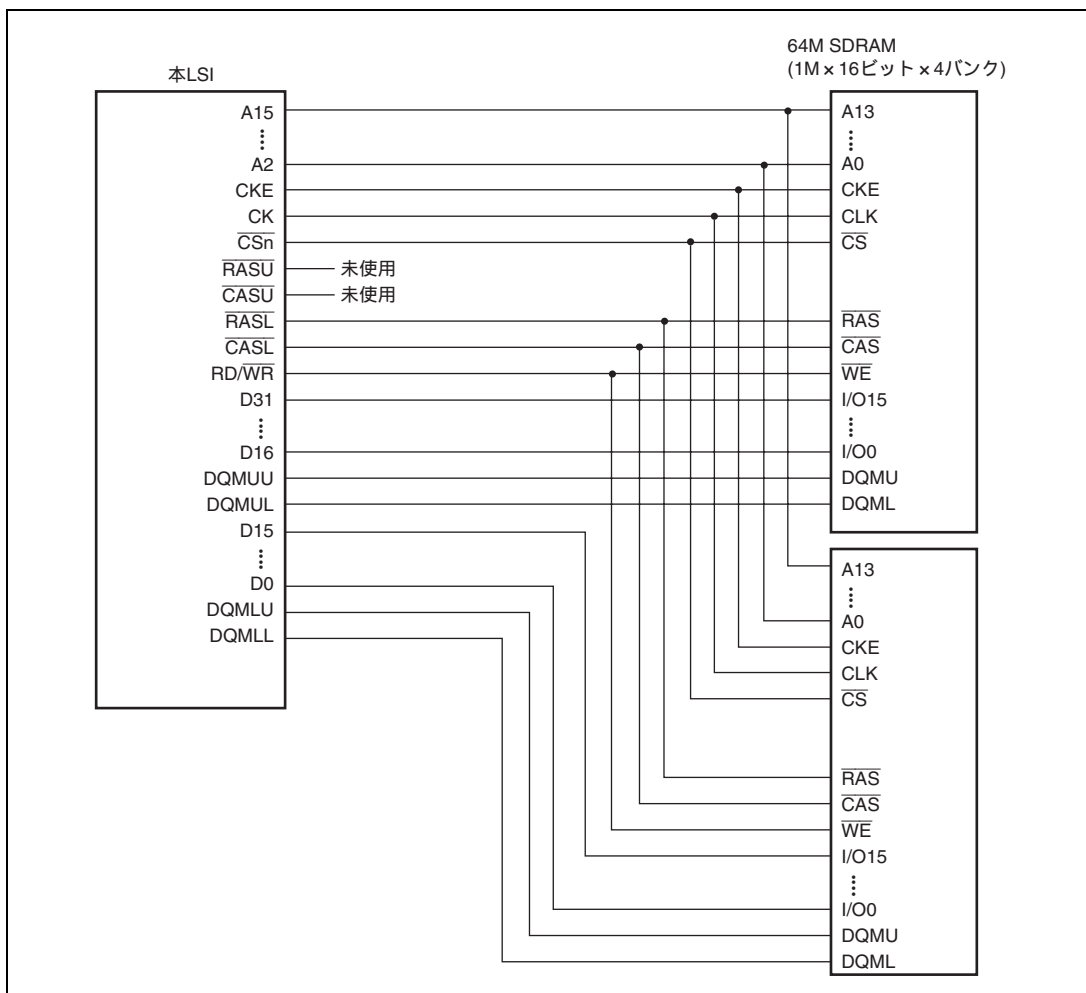 本LSI
A15
A2
CKE
CK
CSn
RASU
CASU
RASL
CASL
RD/WR
D31
D16
DQMUU
DQMUL
D15
D0
DQMLU
DQMLL
未使用
未使用
64M SDRAM
(1M×16ビット×4バンク)
A13
A0
CKE
CLK
CS
RAS
CAS
WE
I/O15
I/O0
DQMU
DQML
A13
A0
CKE
CLK
CS
RAS
CAS
WE
I/O15
I/O0
DQMU
DQML